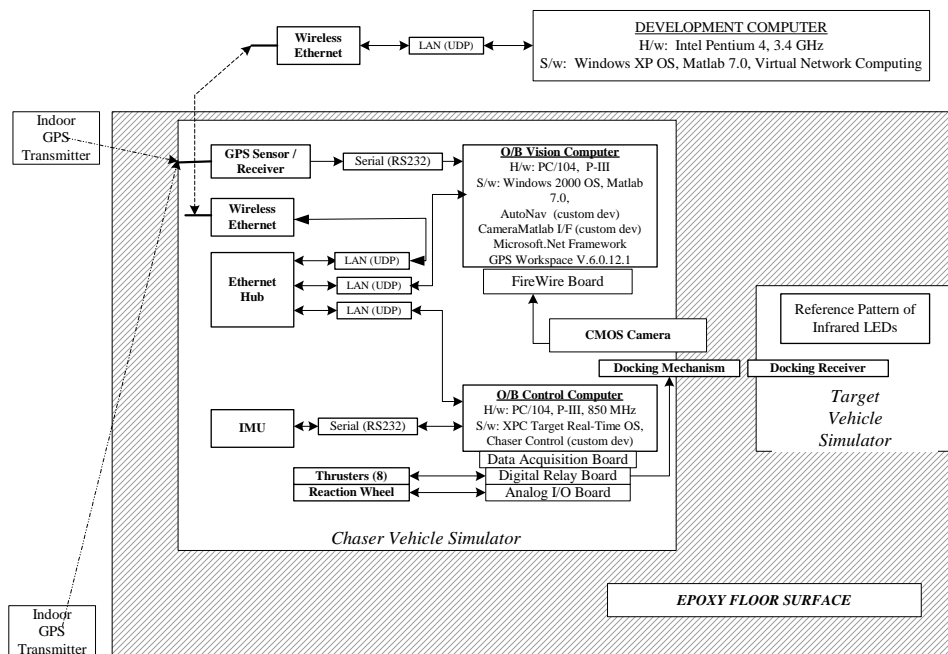 DEVELOPMENT COMPUTER
H/w: Intel Pentium 4, 3.4 GHz
S/w: Windows XP OS, Matlab 7.0, Virtual Network Computing
Wireless
Ethernet
LAN (UDP)
Indoor
GPS
Transmitter
GPS Sensor /
Receiver
Serial (RS232)
O/B Vision Computer
H/w: PC/104, P-III
S/w: Windows 2000 OS, Matlab
7.0,
AutoNav (custom dev)
CameraMatlab I/F (custom dev)
Microsoft.Net Framework
GPS Workspace V.6.0.12.1
FireWire Board
Wireless
Ethernet
Ethernet
Hub
LAN (UDP)
LAN (UDP)
LAN (UDP)
CMOS Camera
Reference Pattern of
Infrared LEDs
Docking Mechanism
Docking Receiver
Target
Vehicle
Simulator
O/B Control Computer
H/w: PC/104, P-III, 850 MHz
S/w: XPC Target Real-Time OS,
Chaser Control (custom dev)
Data Acquisition Board
Digital Relay Board
Analog I/O Board
IMU
Serial (RS232)
Thrusters (8)
Reaction Wheel
Chaser Vehicle Simulator
EPOXY FLOOR SURFACE
Indoor
GPS
Transmitter